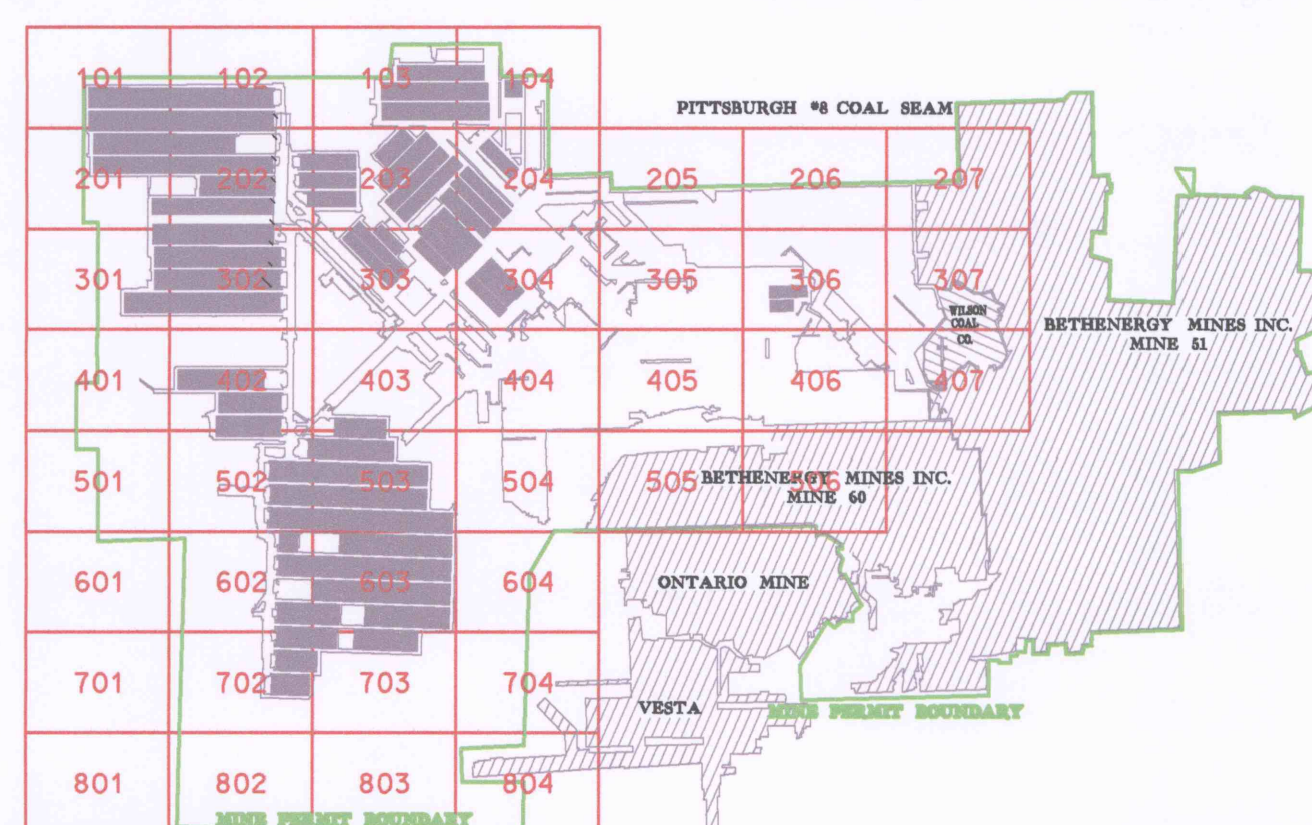 101 102 103 104
PITTSBURGH #8 COAL SEAM
201 202 203 204 205 206 207
301 302 303 304 305 306 307
WILSON
COAL
CO.
BETHENERGY MINES INC.
MINE 51
401 402 403 404 405 406 407
501 502 503 504 505 506
BETHENERGY MINES INC.
MINE 60
601 602 603 604
ONTARIO MINE
701 702 703 704
VESTA
MINE PERMIT BOUNDARY
801 802 803 804
MINE PERMIT BOUNDARY